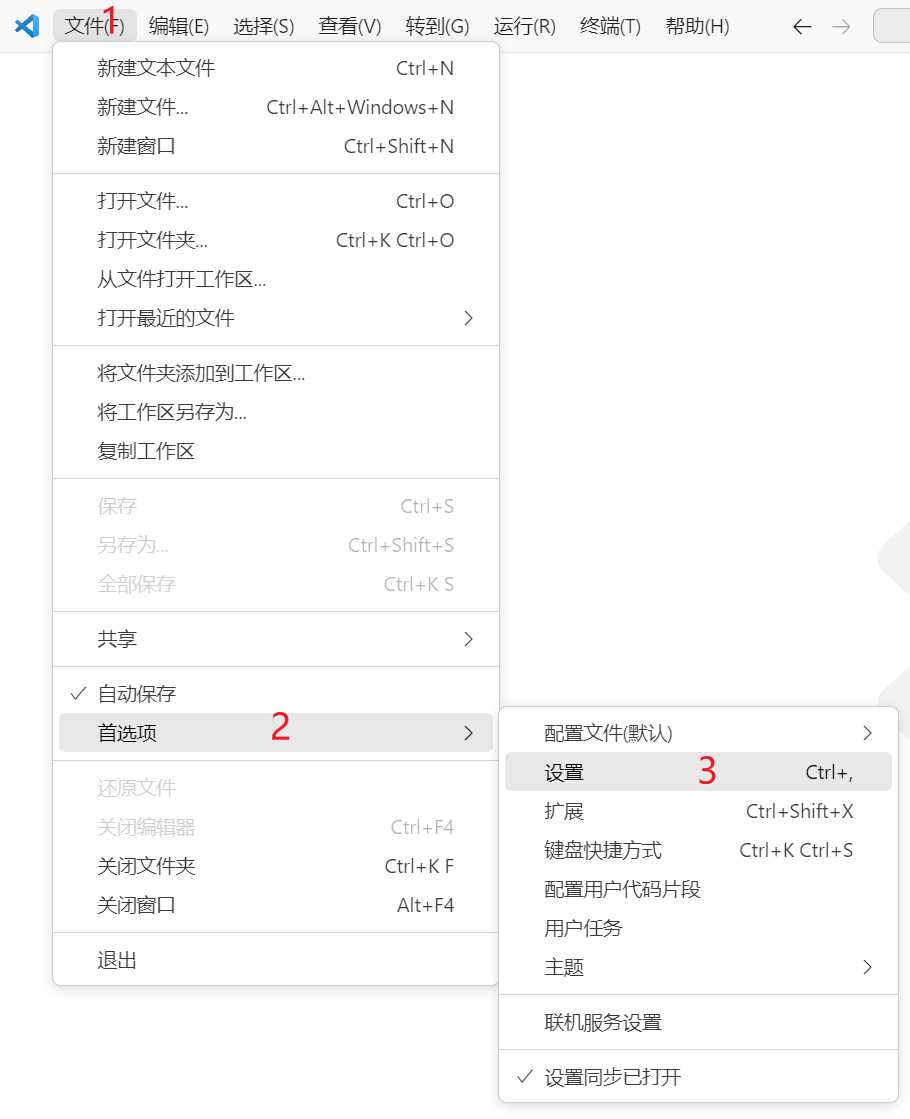 文件(F) 编辑(E) 选择(S) 查看(V) 转到(G) 运行(R) 终端(T) 帮助(H)
1
新建文本文件 Ctrl+N
新建文件... Ctrl+Alt+Windows+N
新建窗口 Ctrl+Shift+N
打开文件... Ctrl+O
打开文件夹... Ctrl+K Ctrl+O
从文件打开工作区...
打开最近的文件
将文件夹添加到工作区...
将工作区另存为...
复制工作区
保存 Ctrl+S
另存为... Ctrl+Shift+S
全部保存 Ctrl+K S
共享
自动保存
首选项 2
还原文件
关闭编辑器 Ctrl+F4
关闭文件夹 Ctrl+K F
关闭窗口 Alt+F4
退出
配置文件(默认)
设置 3 Ctrl+,
扩展 Ctrl+Shift+X
键盘快捷方式 Ctrl+K Ctrl+S
配置用户代码片段
用户任务
主题
联机服务设置
设置同步已打开